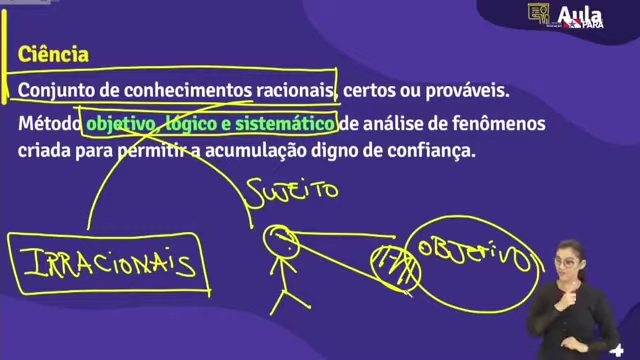 Aula
PARA
Ciência
Conjunto de conhecimentos racionais, certos ou prováveis.
Método objetivo, lógico e sistemático de análise de fenômenos
criada para permitir a acumulação digno de confiança.
SUJEITO
IRRACIONAIS
OBJETIVO